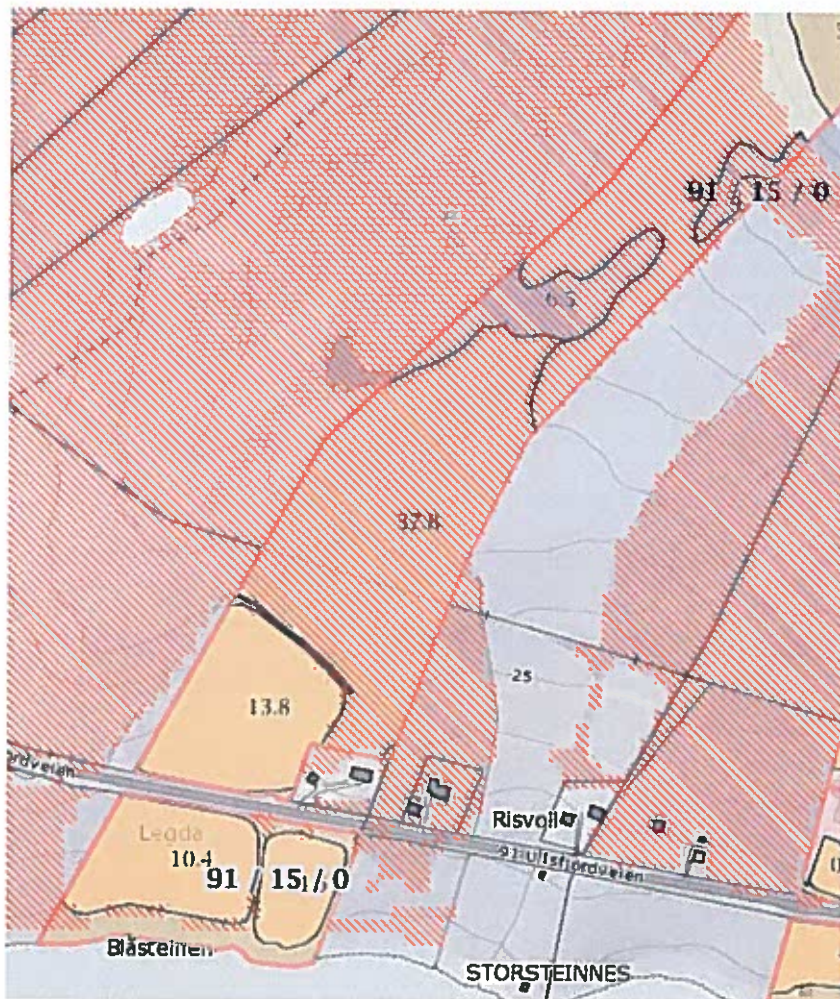 91 / 15 / 0
6.5
37.8
25
13.8
Legda
10.4
91 / 15 / 0
Risvoll
91 Ullsfjordveien
Blåsteinen
STORSTEINNES